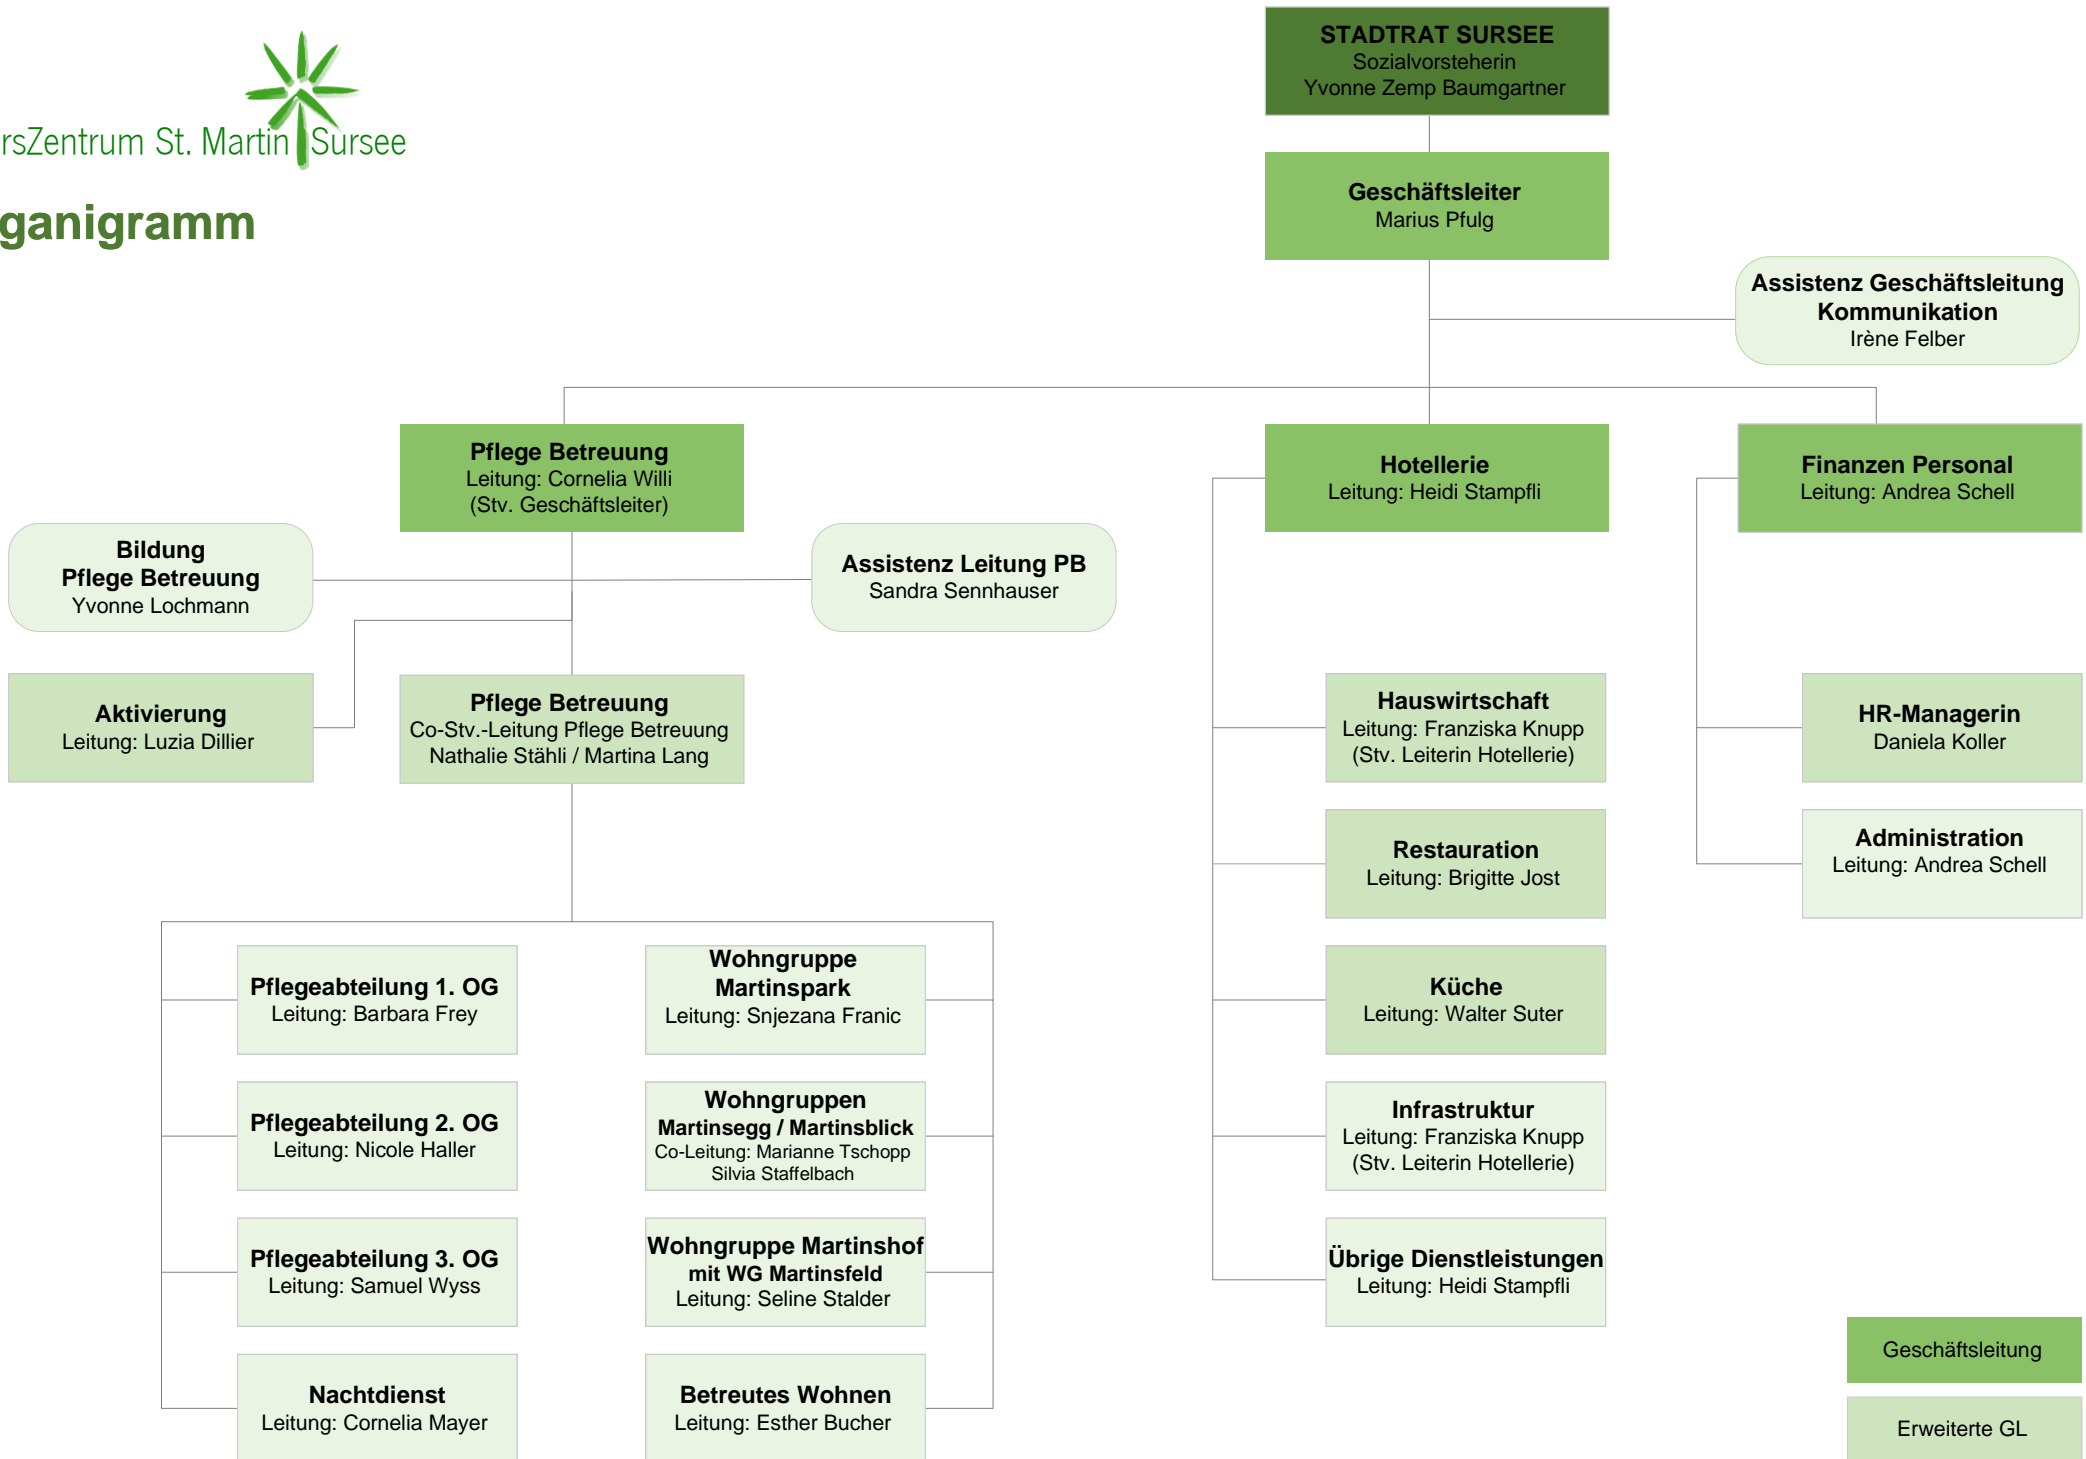 STADTRAT SURSEE
Sozialvorsteherin
Yvonne Zemp Baumgartner
rsZentrum St. Martin Sursee
ganigramm
Geschäftsleiter
Marius Pfulg
Assistenz Geschäftsleitung
Kommunikation
Irène Felber
Pflege Betreuung
Leitung: Cornelia Willi
(Stv. Geschäftsleiter)
Hotellerie
Leitung: Heidi Stampfli
Finanzen Personal
Leitung: Andrea Schell
Bildung
Pflege Betreuung
Yvonne Lochmann
Assistenz Leitung PB
Sandra Sennhauser
Aktivierung
Leitung: Luzia Dillier
Pflege Betreuung
Co-Stv.-Leitung Pflege Betreuung
Nathalie Stähli / Martina Lang
Hauswirtschaft
Leitung: Franziska Knupp
(Stv. Leiterin Hotellerie)
HR-Managerin
Daniela Koller
Restauration
Leitung: Brigitte Jost
Administration
Leitung: Andrea Schell
Pflegeabteilung 1. OG
Leitung: Barbara Frey
Wohngruppe
Martinspark
Leitung: Snjezana Franic
Küche
Leitung: Walter Suter
Pflegeabteilung 2. OG
Leitung: Nicole Haller
Wohngruppen
Martinsegg / Martinsblick
Co-Leitung: Marianne Tschopp
Silvia Staffelbach
Infrastruktur
Leitung: Franziska Knupp
(Stv. Leiterin Hotellerie)
Pflegeabteilung 3. OG
Leitung: Samuel Wyss
Wohngruppe Martinshof
mit WG Martinsfeld
Leitung: Seline Stalder
Übrige Dienstleistungen
Leitung: Heidi Stampfli
Nachtdienst
Leitung: Cornelia Mayer
Betreutes Wohnen
Leitung: Esther Bucher
Geschäftsleitung
Erweiterte GL